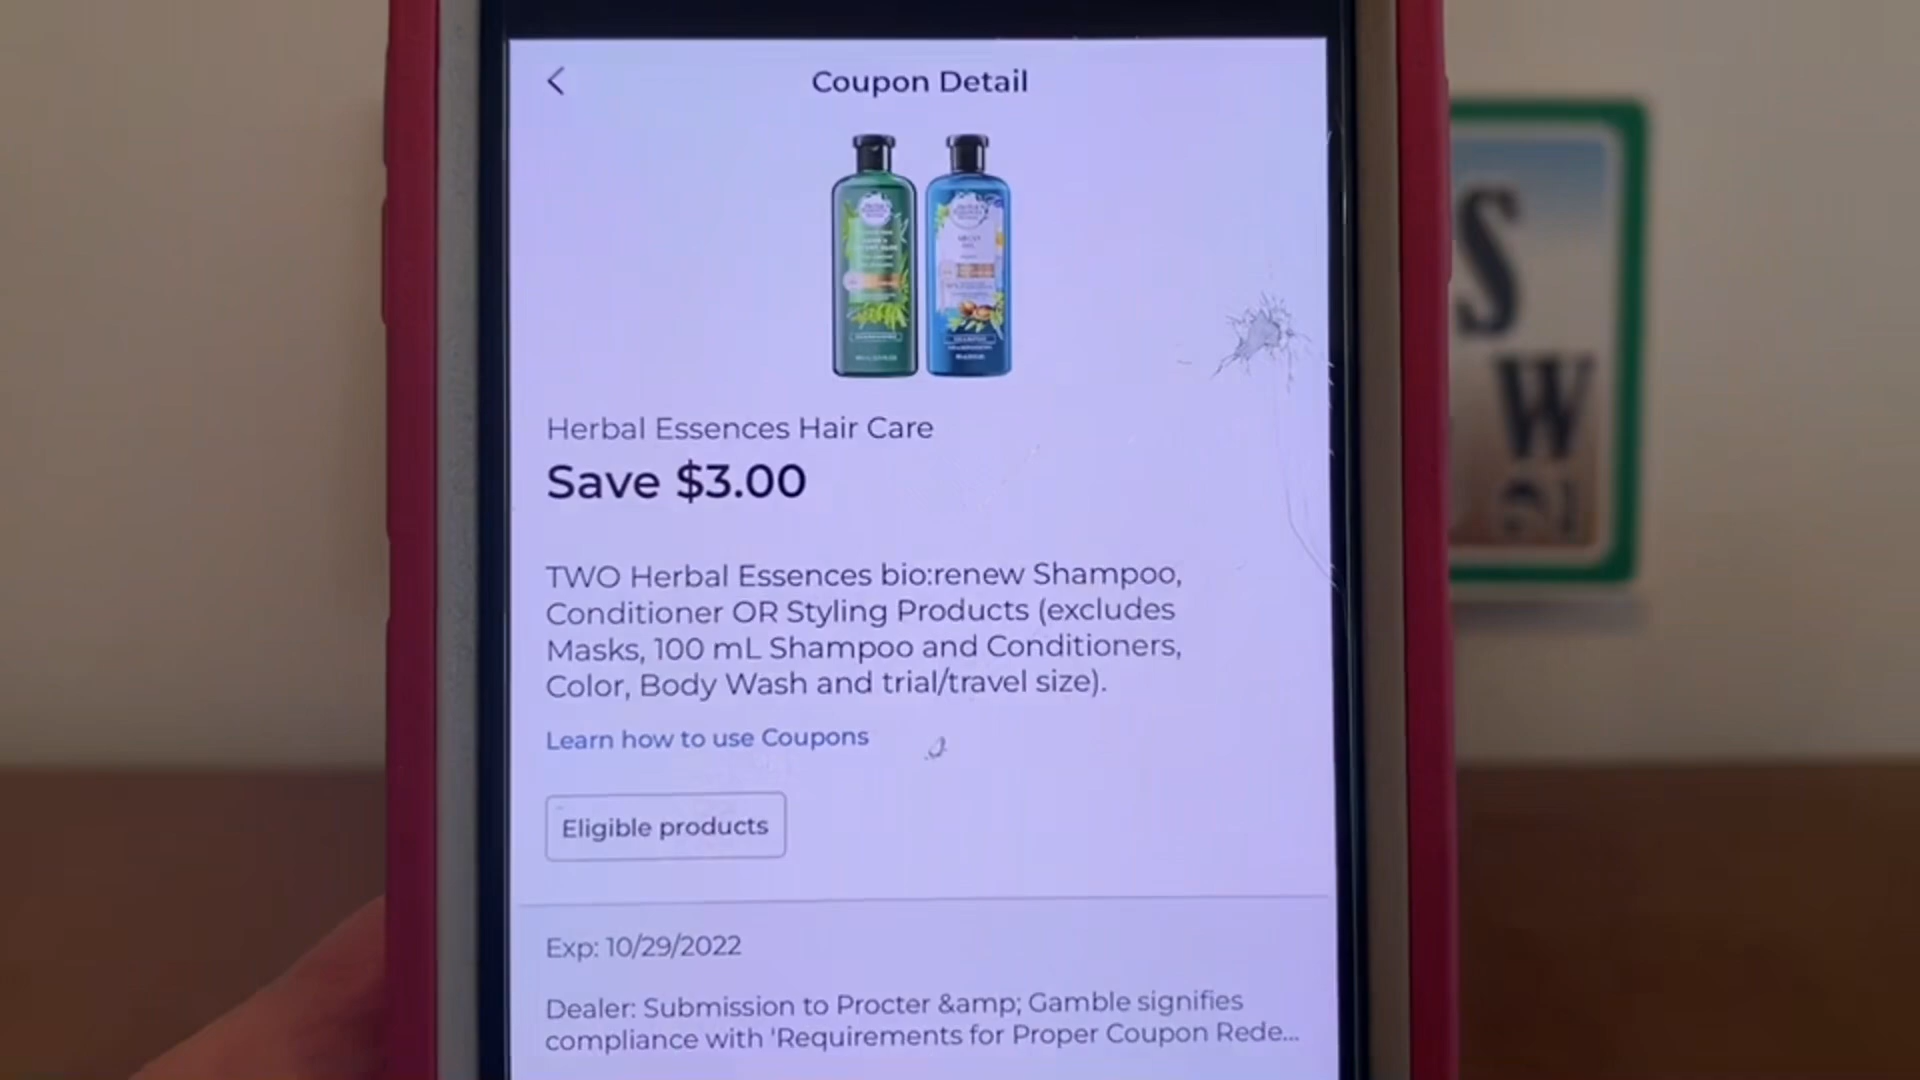 Coupon Detail
Herbal Essences Hair Care
Save $3.00
TWO Herbal Essences bio:renew Shampoo,
Conditioner OR Styling Products (excludes
Masks, 100 mL Shampoo and Conditioners,
Color, Body Wash and trial/travel size).
Learn how to use Coupons
Eligible products
Exp: 10/29/2022
Dealer: Submission to Procter &amp; Gamble signifies
compliance with 'Requirements for Proper Coupon Rede...
S
W